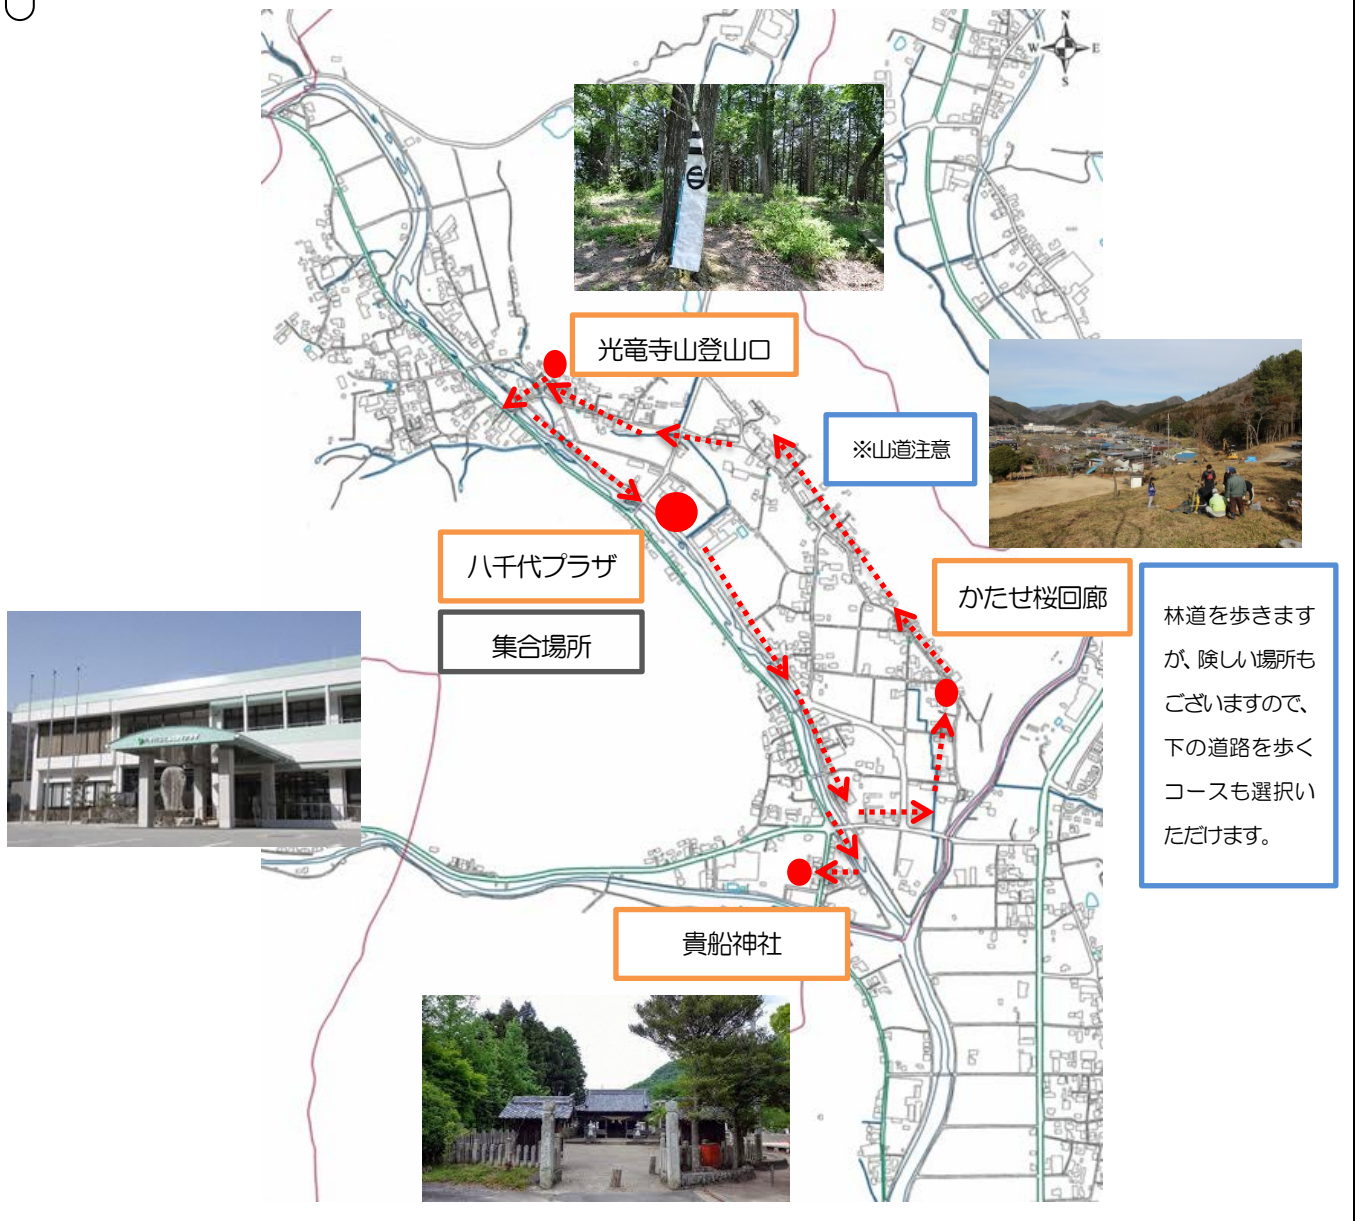 N
W E
S
光竜寺山登山口
※山道注意
八千代プラザ
集合場所
かたせ桜回廊
林道を歩きます
が、険しい場所も
ございますので、
下の道路を歩く
コースも選択い
ただけます。
貴船神社